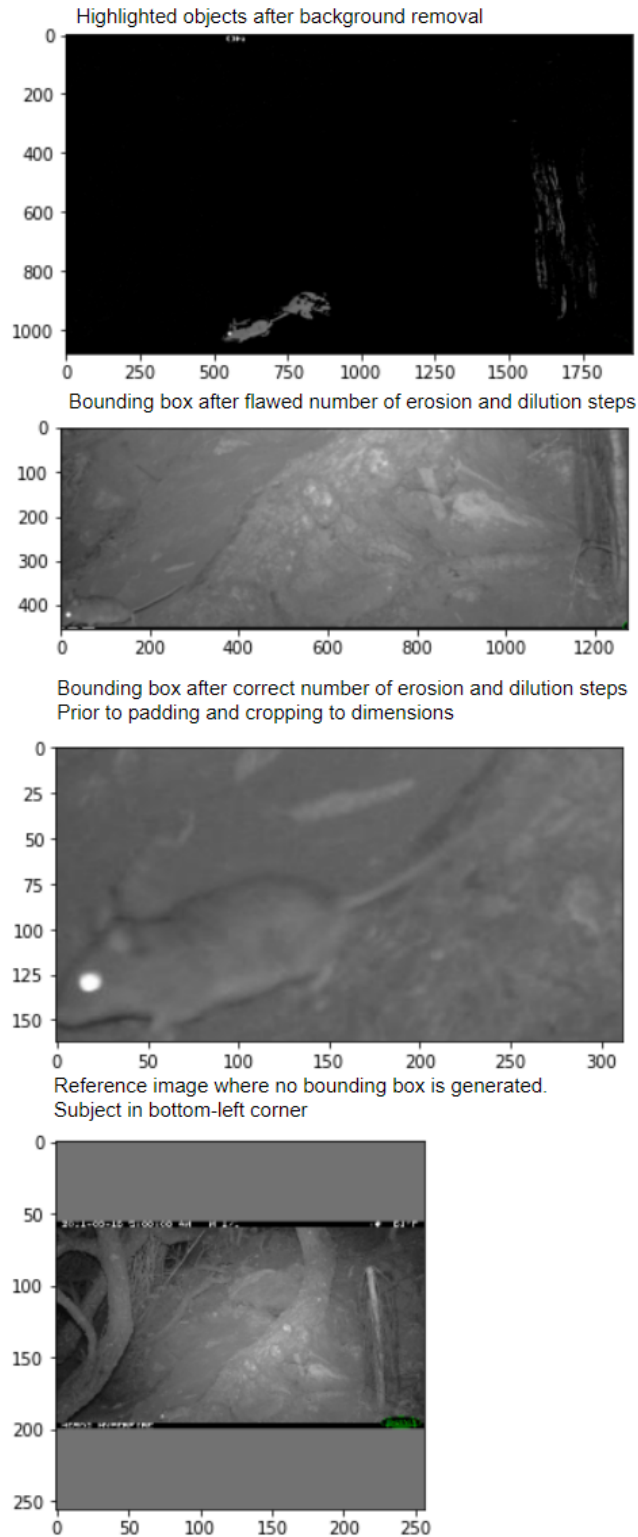 Highlighted objects after background removal
0
200
400
600
800
1000
0 250 500 750 1000 1250 1500 1750
Bounding box after flawed number of erosion and dilution steps
0
100
200
300
400
0 200 400 600 800 1000 1200
Bounding box after correct number of erosion and dilution steps
Prior to padding and cropping to dimensions
0
25
50
75
100
125
150
0 50 100 150 200 250 300
Reference image where no bounding box is generated.
Subject in bottom-left corner
0
50
100
150
200
250
0 50 100 150 200 250